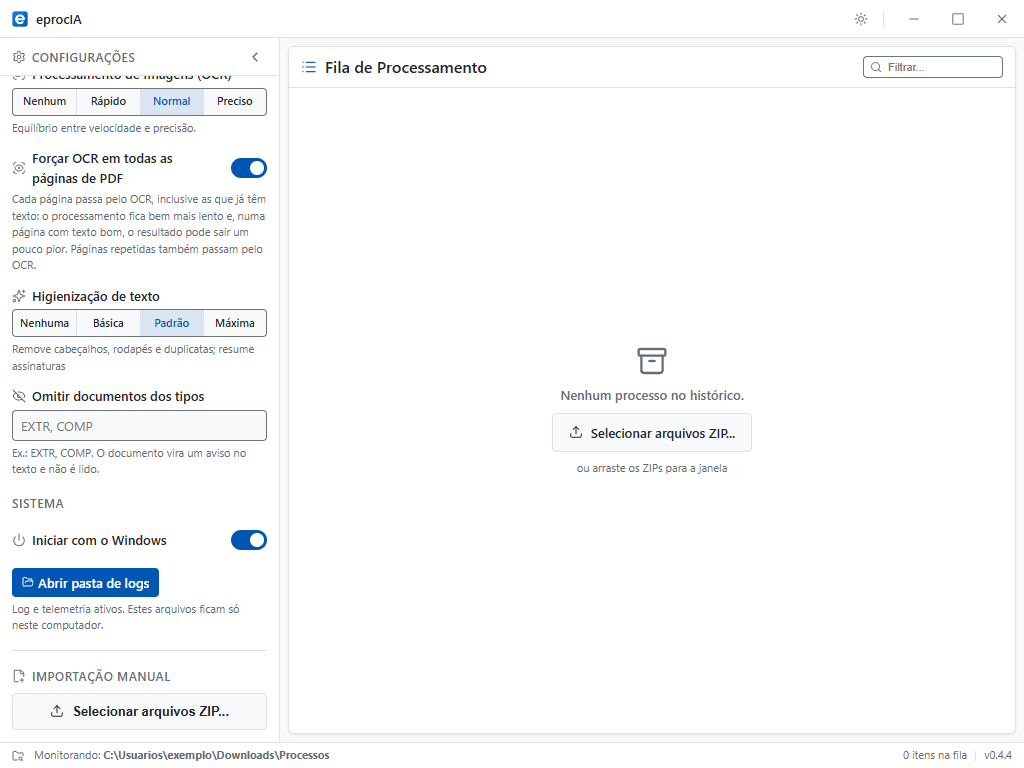 eprocIA
CONFIGURAÇÕES
Processamento de imagens (OCR)
Nenhum Rápido Normal Preciso
Equilíbrio entre velocidade e precisão.
Forçar OCR em todas as
páginas de PDF
Cada página passa pelo OCR, inclusive as que já têm
texto: o processamento fica bem mais lento e, numa
página com texto bom, o resultado pode sair um
pouco pior. Páginas repetidas também passam pelo
OCR.
Higienização de texto
Nenhuma Básica Padrão Máxima
Remove cabeçalhos, rodapés e duplicatas; resume
assinaturas
Omitir documentos dos tipos
EXTR, COMP
Ex.: EXTR, COMP. O documento vira um aviso no
texto e não é lido.
SISTEMA
Iniciar com o Windows
Abrir pasta de logs
Log e telemetria ativos. Estes arquivos ficam só
neste computador.
IMPORTAÇÃO MANUAL
Selecionar arquivos ZIP...
Fila de Processamento
Filtrar...
Nenhum processo no histórico.
Selecionar arquivos ZIP...
ou arraste os ZIPs para a janela
Monitorando: C:\Usuarios\exemplo\Downloads\Processos
0 itens na fila v0.4.4